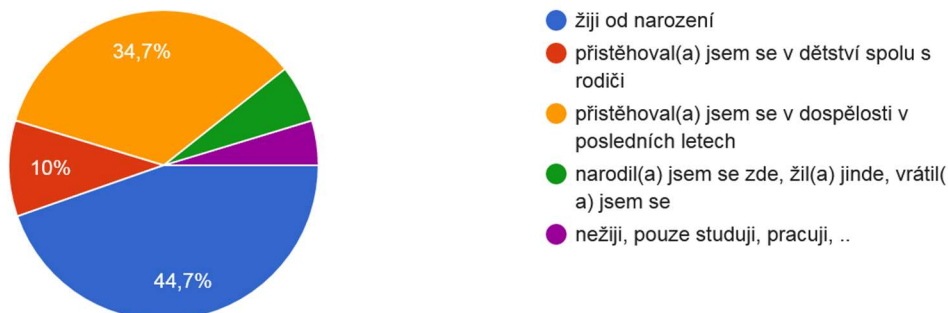 34,7%
10%
44,7%
žiji od narození
přistěhoval(a) jsem se v dětství spolu s
rodiči
přistěhoval(a) jsem se v dospělosti v
posledních letech
narodil(a) jsem se zde, žil(a) jinde, vrátil(
a) jsem se
nežiji, pouze studuji, pracuji, ..